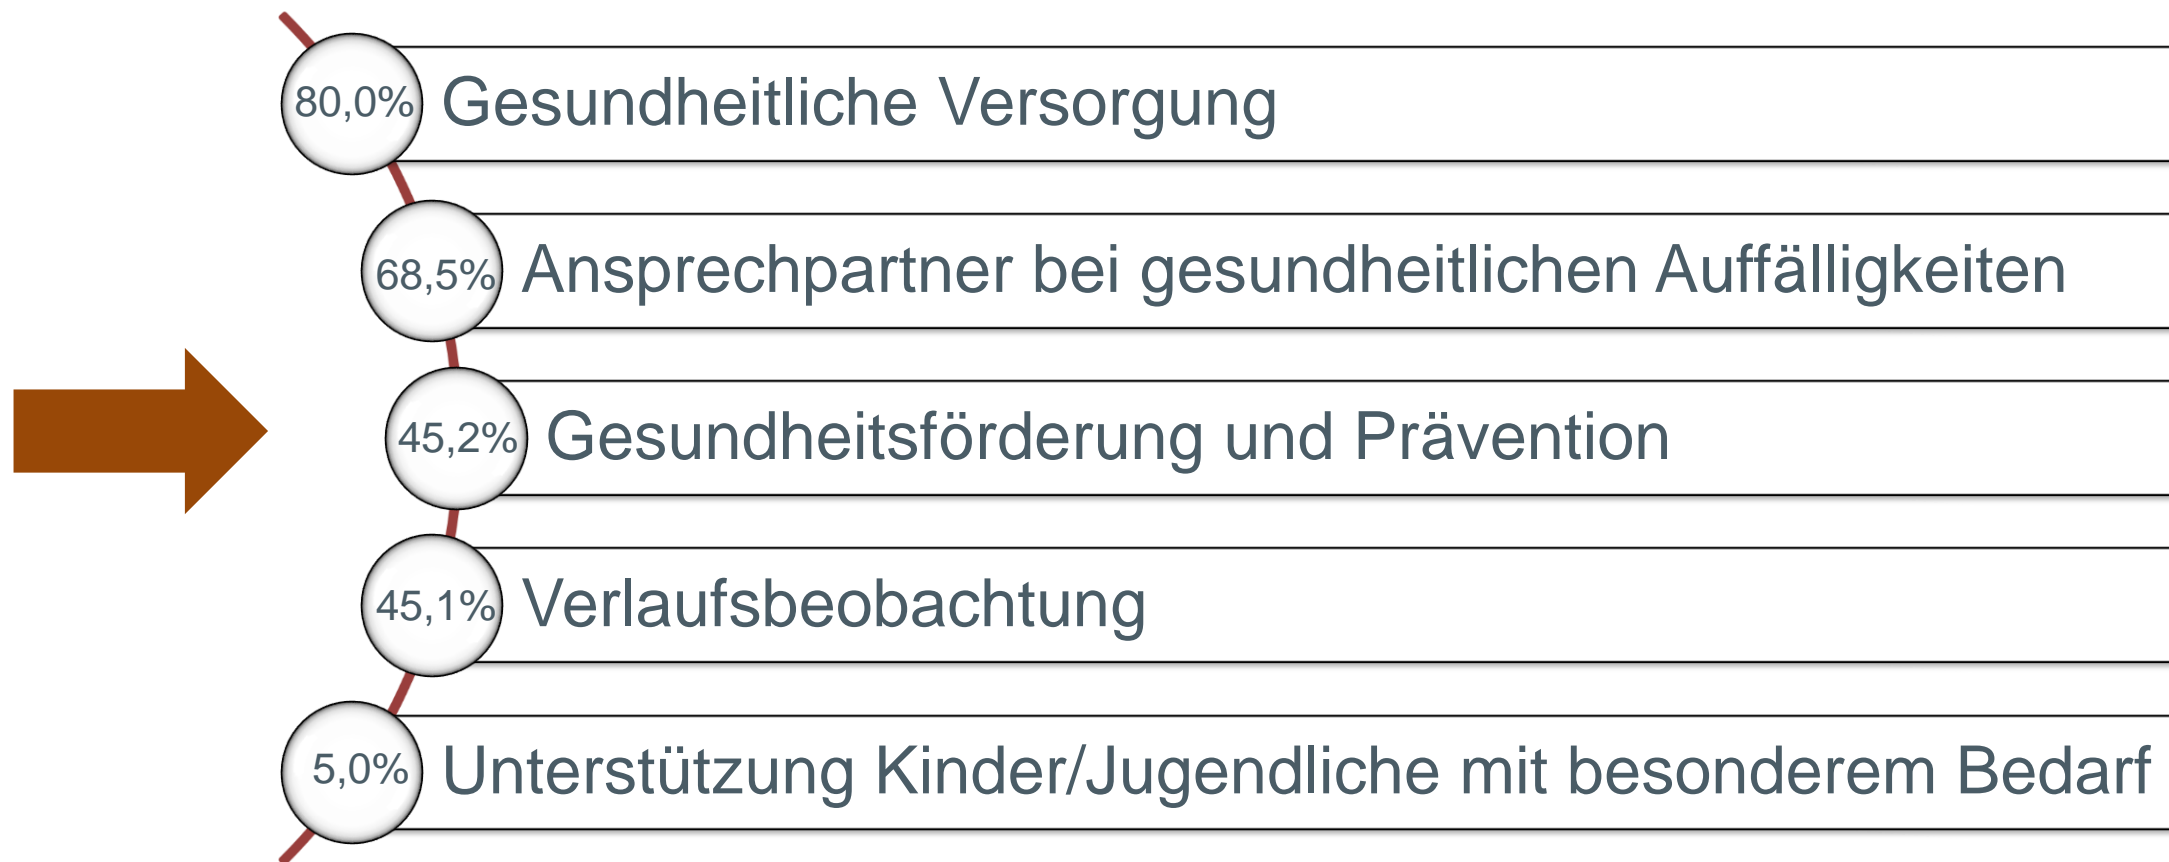 80,0% Gesundheitliche Versorgung
68,5% Ansprechpartner bei gesundheitlichen Auffälligkeiten
45,2% Gesundheitsförderung und Prävention
45,1% Verlaufsbeobachtung
5,0% Unterstützung Kinder/Jugendliche mit besonderem Bedarf